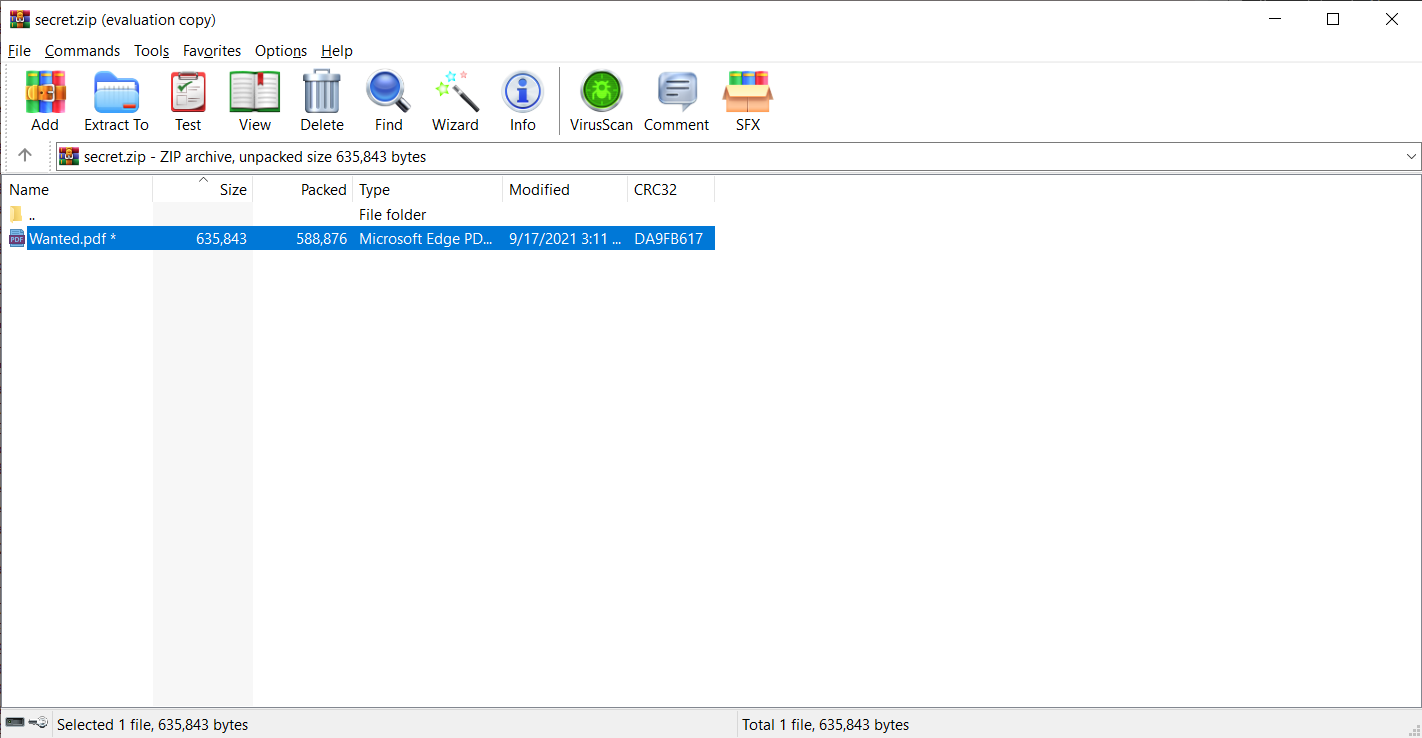 secret.zip (evaluation copy)
File Commands Tools Favorites Options Help
Add Extract To Test View Delete Find Wizard Info VirusScan Comment SFX
secret.zip - ZIP archive, unpacked size 635,843 bytes
Name Size Packed Type Modified CRC32
.. File folder
PDF Wanted.pdf * 635,843 588,876 Microsoft Edge PD... 9/17/2021 3:11 ... DA9FB617
Selected 1 file, 635,843 bytes Total 1 file, 635,843 bytes